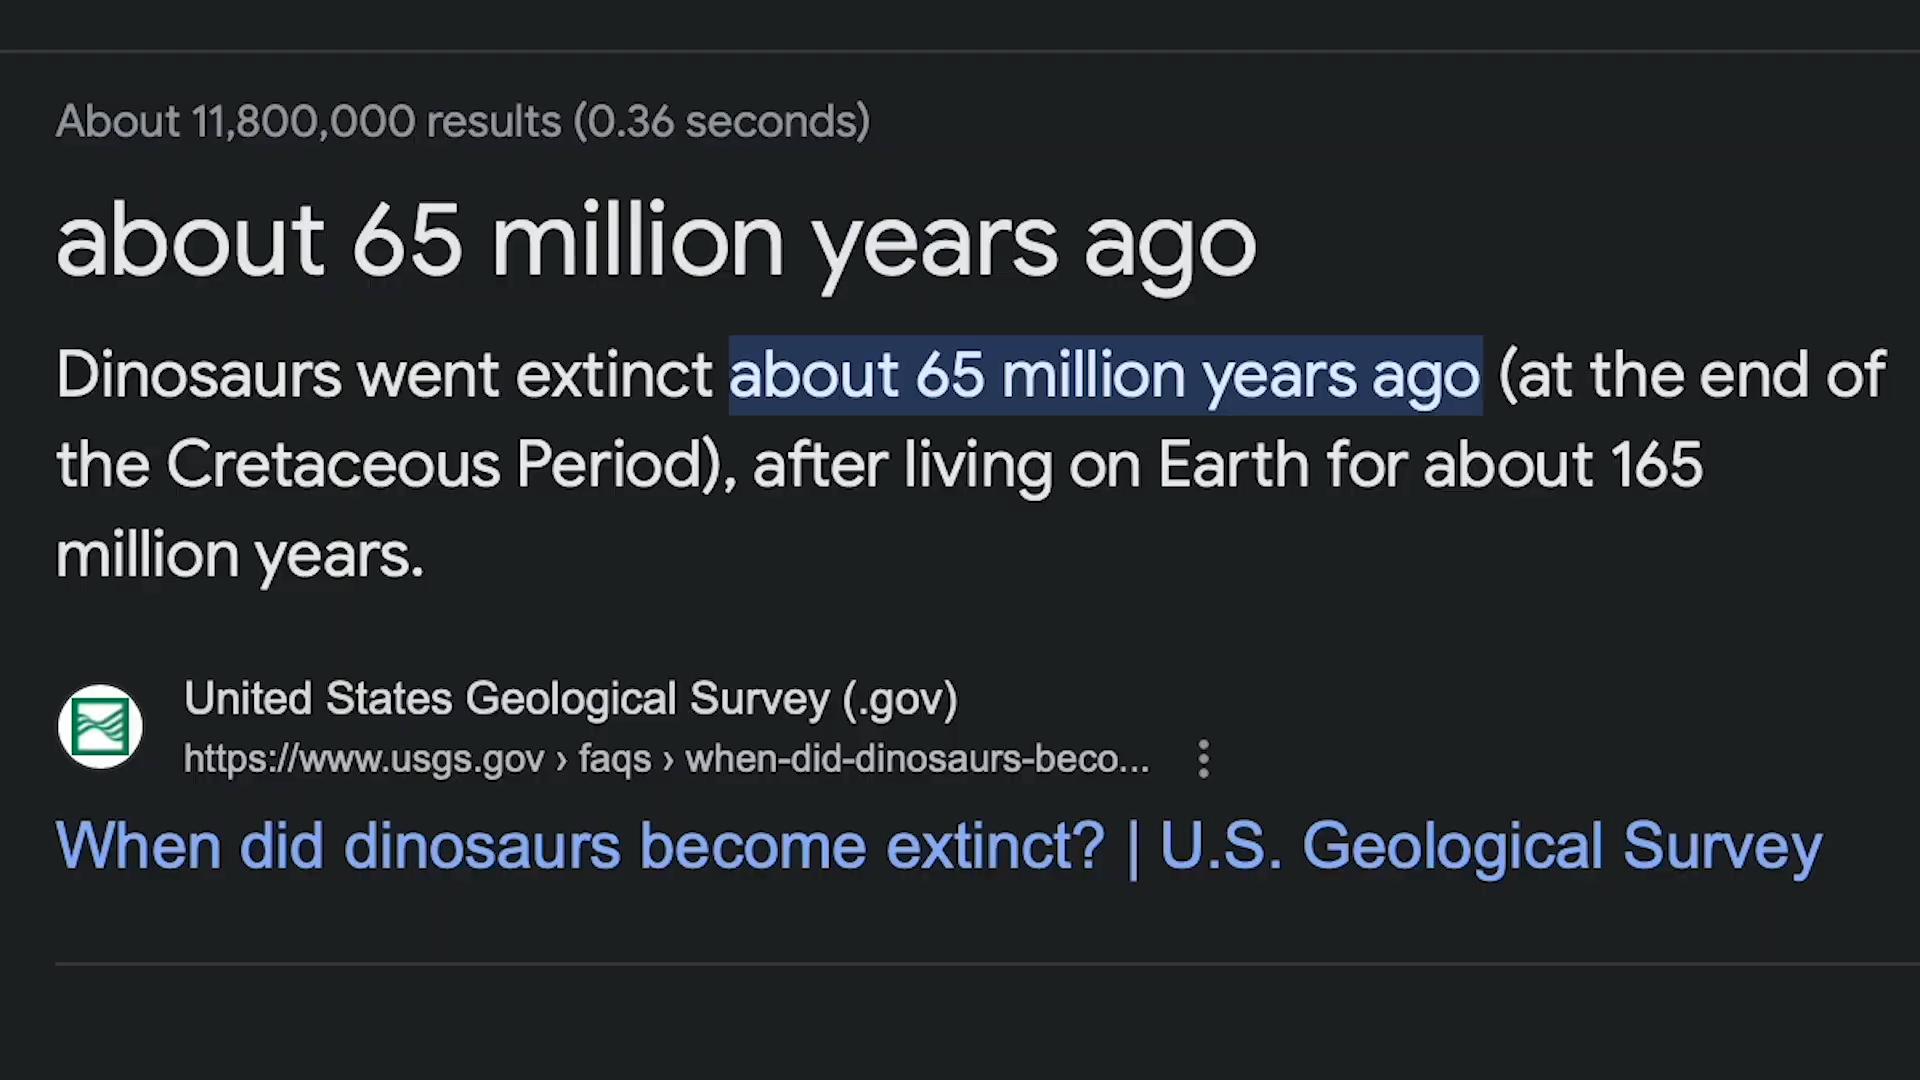 About 11,800,000 results (0.36 seconds)
about 65 million years ago
Dinosaurs went extinct about 65 million years ago (at the end of
the Cretaceous Period), after living on Earth for about 165
million years.
United States Geological Survey (.gov)
https://www.usgs.gov › faqs › when-did-dinosaurs-beco...
When did dinosaurs become extinct? | U.S. Geological Survey